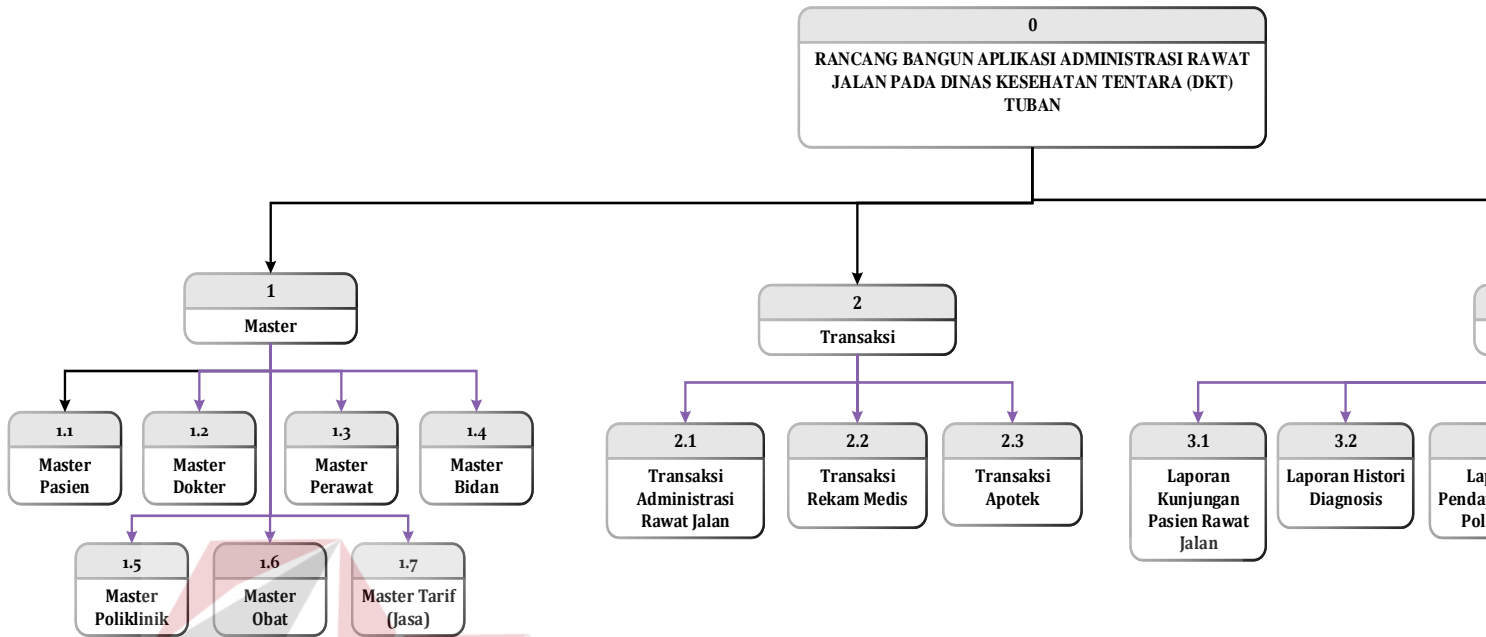 0
RANCANG BANGUN APLIKASI ADMINISTRASI RAWAT
JALAN PADA DINAS KESEHATAN TENTARA (DKT)
TUBAN
1
Master
2
Transaksi
1.1
Master
Pasien
1.2
Master
Dokter
1.3
Master
Perawat
1.4
Master
Bidan
1.5
Master
Poliklinik
1.6
Master
Obat
1.7
Master Tarif
(Jasa)
2.1
Transaksi
Administrasi
Rawat Jalan
2.2
Transaksi
Rekam Medis
2.3
Transaksi
Apotek
3.1
Laporan
Kunjungan
Pasien Rawat
Jalan
3.2
Laporan Histori
Diagnosis